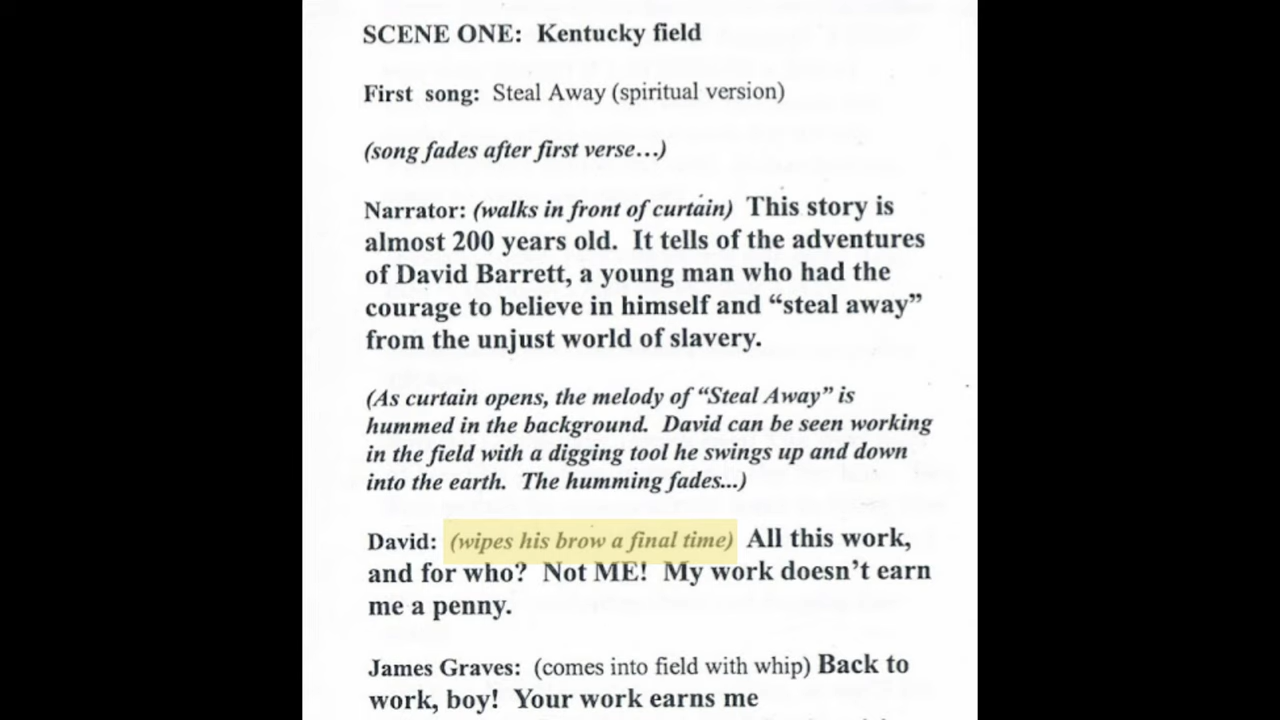 SCENE ONE: Kentucky field
First song: Steal Away (spiritual version)
(song fades after first verse…)
Narrator: (walks in front of curtain) This story is
almost 200 years old. It tells of the adventures
of David Barrett, a young man who had the
courage to believe in himself and “steal away”
from the unjust world of slavery.
(As curtain opens, the melody of “Steal Away” is
hummed in the background. David can be seen working
in the field with a digging tool he swings up and down
into the earth. The humming fades...)
David: (wipes his brow a final time) All this work,
and for who? Not ME! My work doesn’t earn
me a penny.
James Graves: (comes into field with whip) Back to
work, boy! Your work earns me